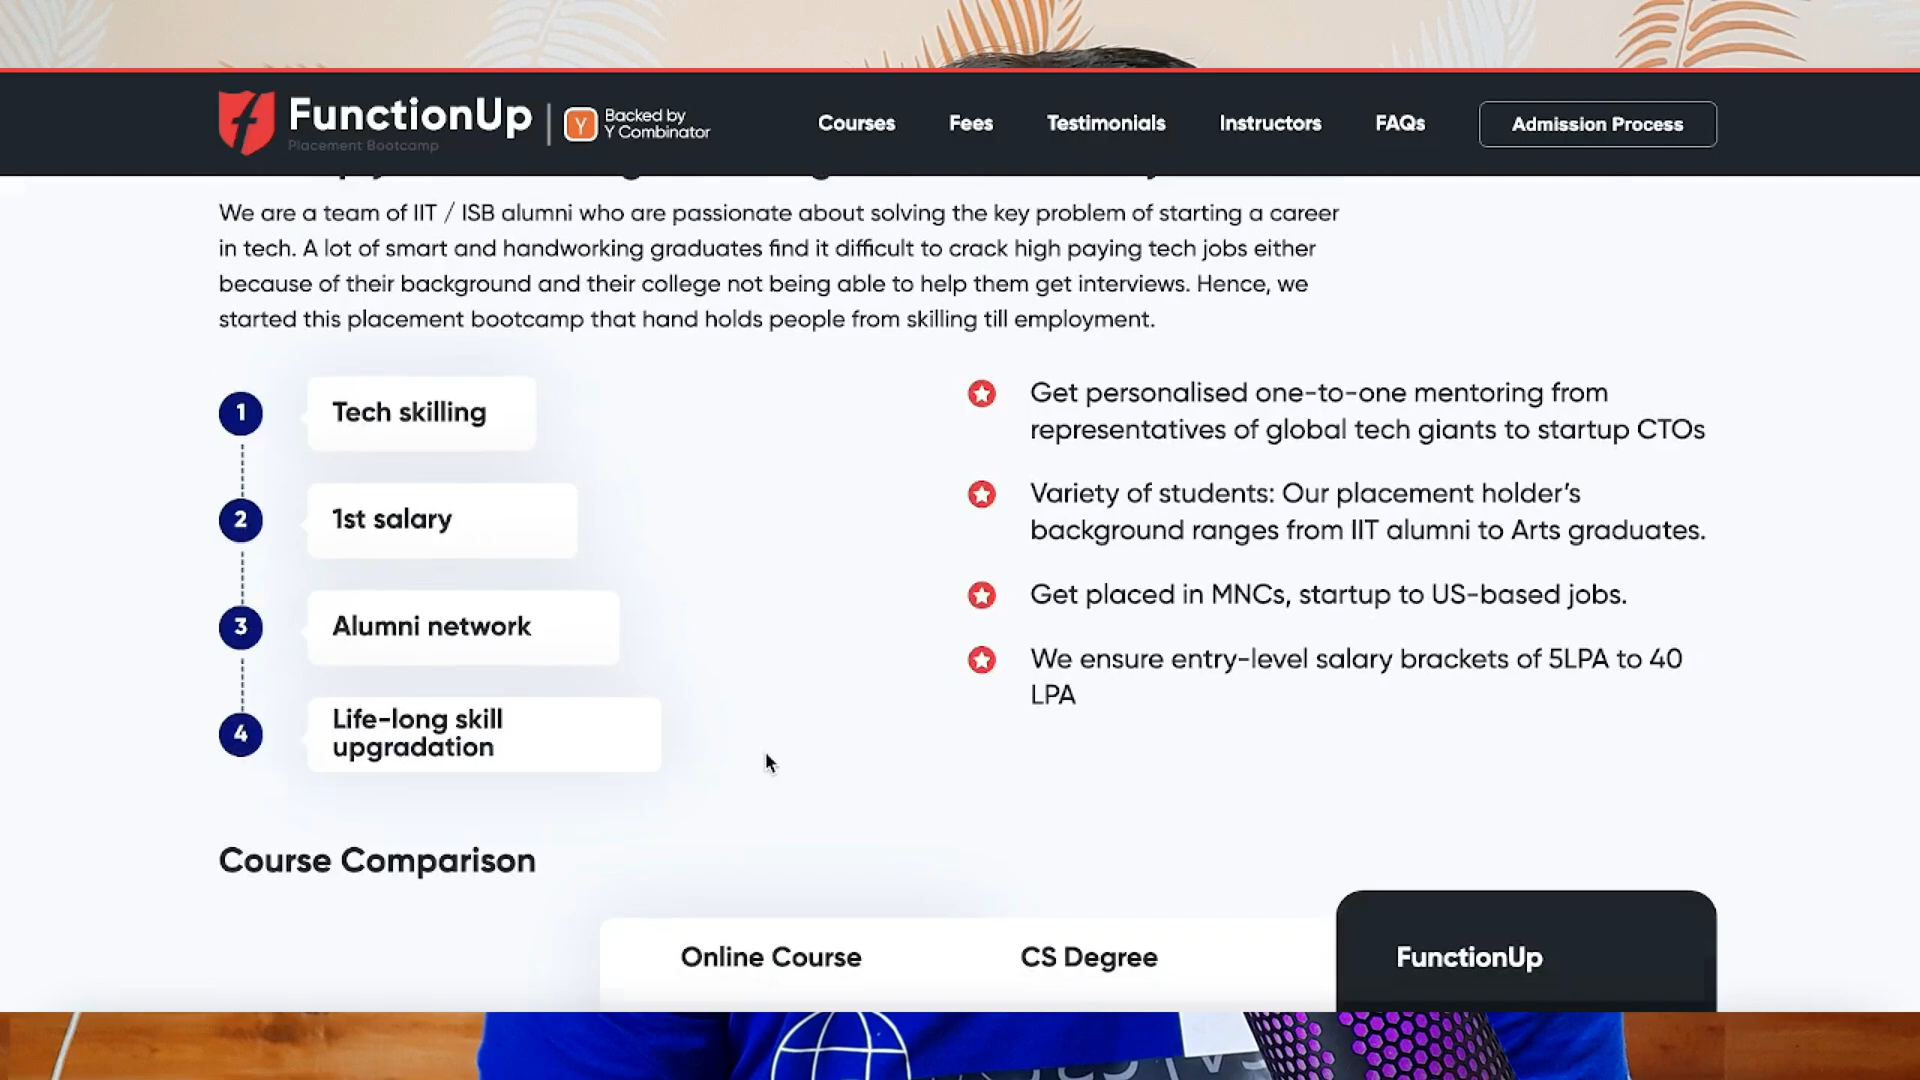 FunctionUp
Placement Bootcamp
Backed by
Y Combinator
Y
Courses
Fees
Testimonials
Instructors
FAQs
Admission Process
We are a team of IIT / ISB alumni who are passionate about solving the key problem of starting a career
in tech. A lot of smart and handworking graduates find it difficult to crack high paying tech jobs either
because of their background and their college not being able to help them get interviews. Hence, we
started this placement bootcamp that hand holds people from skilling till employment.
1 Tech skilling
2 1st salary
3 Alumni network
4 Life-long skill
upgradation
Get personalised one-to-one mentoring from
representatives of global tech giants to startup CTOs
Variety of students: Our placement holder's
background ranges from IIT alumni to Arts graduates.
Get placed in MNCs, startup to US-based jobs.
We ensure entry-level salary brackets of 5LPA to 40
LPA
Course Comparison
Online Course
CS Degree
FunctionUp